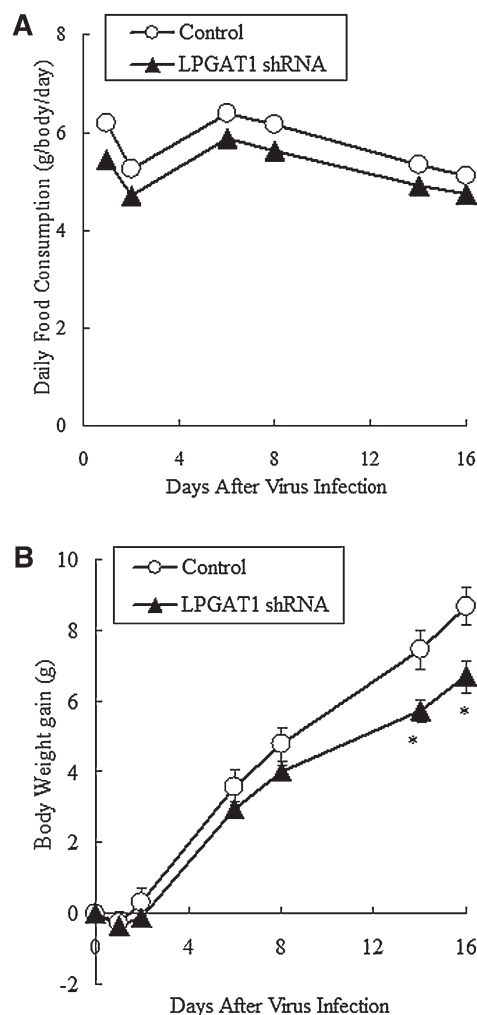 A
Control
LPGAT1 shRNA
Daily Food Consumption (g/body/day)
8
6
4
2
0
0 4 8 12 16
Days After Virus Infection
B
Control
LPGAT1 shRNA
Body Weight gain (g)
10
8
6
4
2
0
-2
* *
0 4 8 12 16
Days After Virus Infection